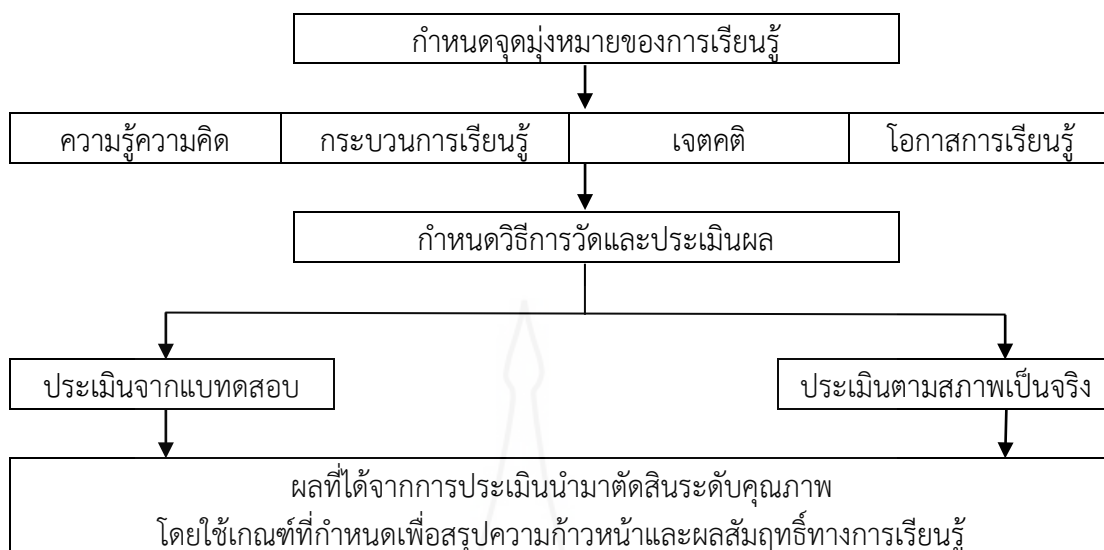 กำหนดจุดมุ่งหมายของการเรียนรู้
ความรู้ความคิด
กระบวนการเรียนรู้
เจตคติ
โอกาสการเรียนรู้
กำหนดวิธีการวัดและประเมินผล
ประเมินจากแบทดสอบ
ประเมินตามสภาพเป็นจริง
ผลที่ได้จากการประเมินนำมาตัดสินระดับคุณภาพ
โดยใช้เกณฑ์ที่กำหนดเพื่อสรุปความก้าวหน้าและผลสัมฤทธิ์ทางการเรียนรู้